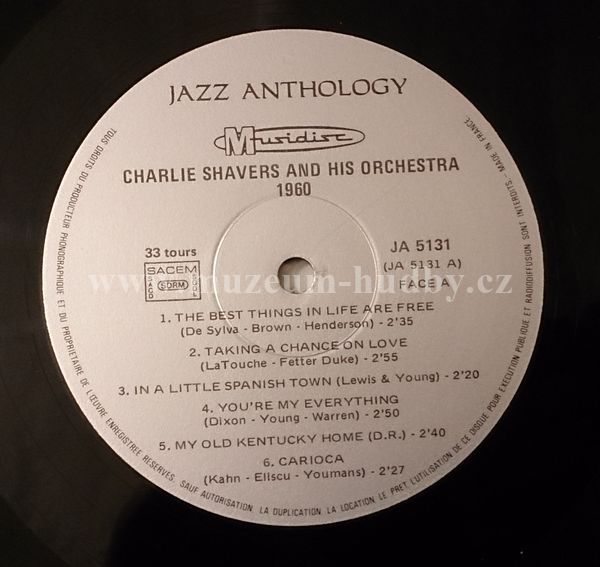 JAZZ ANTHOLOGY
Musidisc
CHARLIE SHAVERS AND HIS ORCHESTRA
1960
33 tours
SACEM
SACD
SDRM
SGDL
JA 5131
(JA 5131 A)
FACE A
1. THE BEST THINGS IN LIFE ARE FREE
(De Sylva - Brown - Henderson) - 2'35
2. TAKING A CHANCE ON LOVE
(LaTouche - Fetter Duke) - 2'55
3. IN A LITTLE SPANISH TOWN (Lewis & Young) - 2'20
4. YOU'RE MY EVERYTHING
(Dixon - Young - Warren) - 2'50
5. MY OLD KENTUCKY HOME (D.R.) - 2'40
6. CARIOCA
(Kahn - Eliscu - Youmans) - 2'27
TOUS DROITS DU PRODUCTEUR PHONOGRAPHIQUE ET DU PROPRIETAIRE DE L'ŒUVRE ENREGISTREE RESERVES. SAUF AUTORISATION, LA DUPLICATION, LA LOCATION, LE PRET, L'UTILISATION DE CE DISQUE POUR EXECUTION PUBLIQUE ET RADIODIFFUSION SONT INTERDITS. - MADE IN FRANCE
www.muzeum-hudby.cz